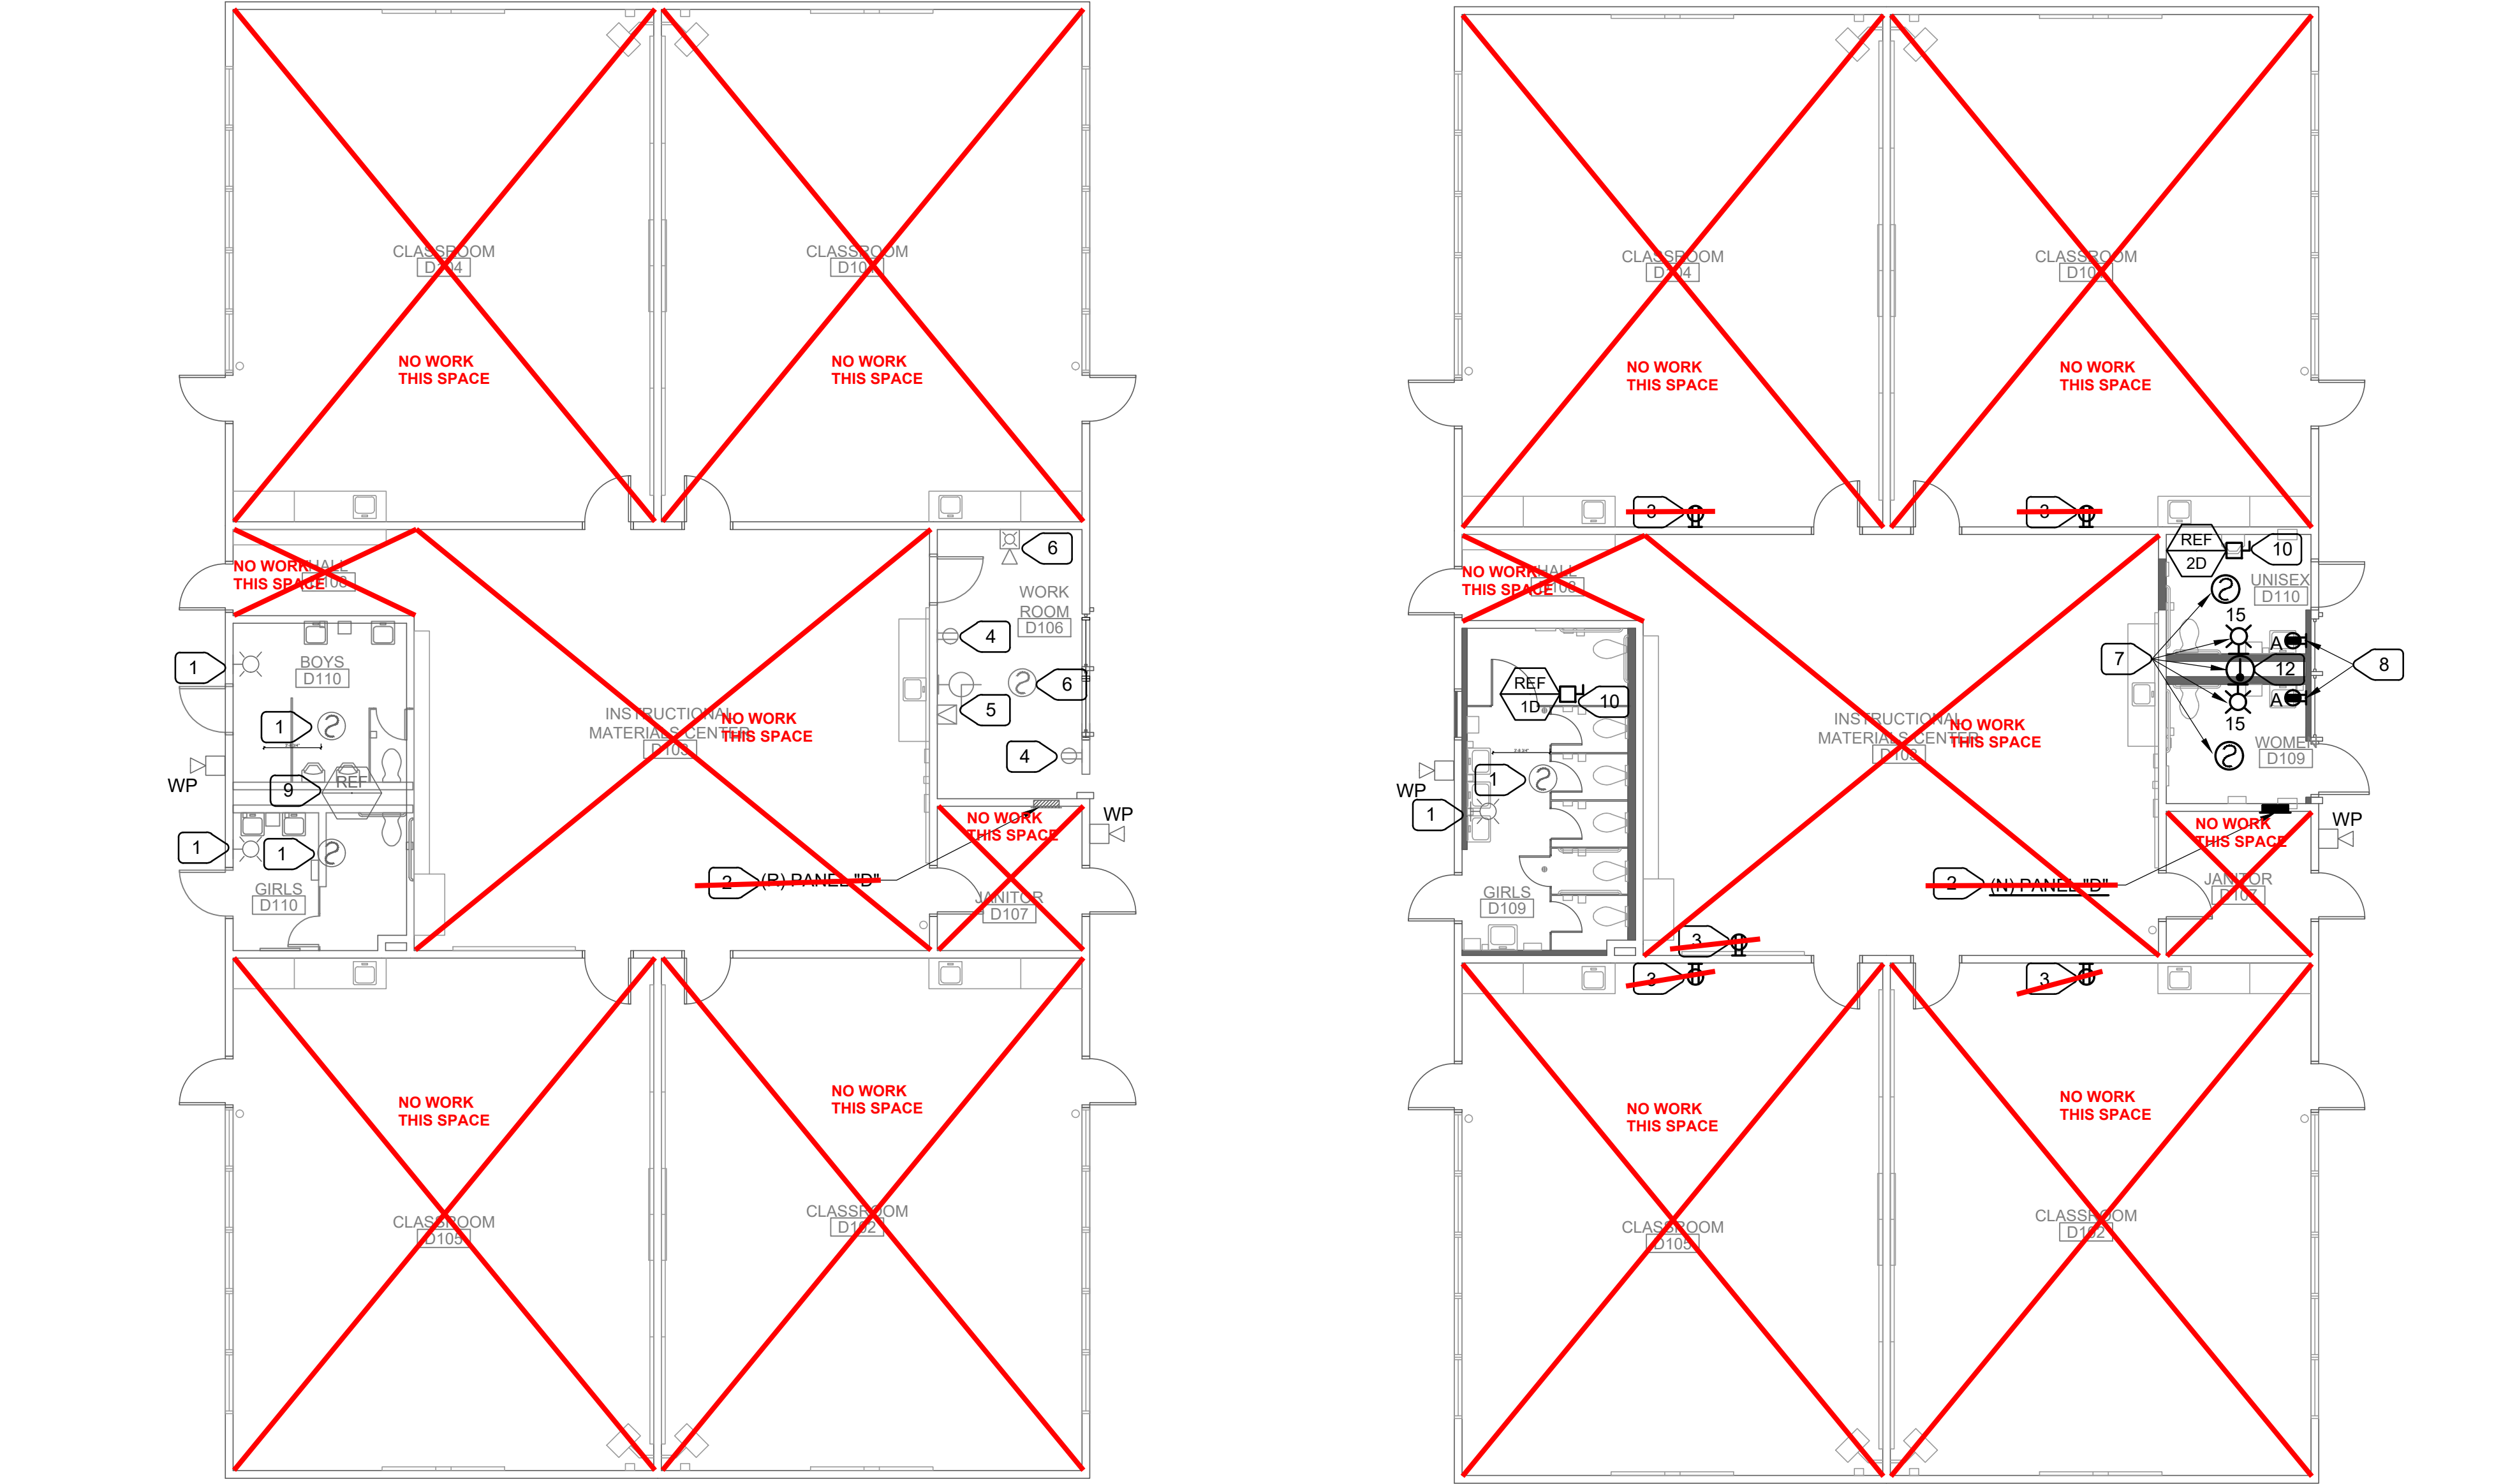 CLASSROOM
D104
NO WORK
THIS SPACE
CLASSROOM
NO WORK
THIS SPACE
NO WORK
THIS SPACE
HALL
6
WORK
ROOM
D106
4
6
5
4
1
BOYS
D110
1
WP
9
REF
1
1
GIRLS
D110
INSTRUCTIONAL
MATERIALS CENTER
D103
NO WORK
THIS SPACE
2
(R) PANEL "D"
NO WORK
THIS SPACE
WP
JANITOR
D107
NO WORK
THIS SPACE
CLASSROOM
D105
NO WORK
THIS SPACE
CLASSROOM
D102
CLASSROOM
D104
NO WORK
THIS SPACE
3
CLASSROOM
NO WORK
THIS SPACE
3
NO WORK
THIS SPACE
HALL
REF
1D
10
1
WP
1
GIRLS
D109
INSTRUCTIONAL
MATERIALS CENTER
D103
NO WORK
THIS SPACE
REF
2D
10
UNISEX
D110
15
7
A
12
8
A
15
WOMEN
D109
2
(N) PANEL "D"
NO WORK
THIS SPACE
WP
JANITOR
D107
3
3
3
NO WORK
THIS SPACE
CLASSROOM
D105
NO WORK
THIS SPACE
CLASSROOM
D102